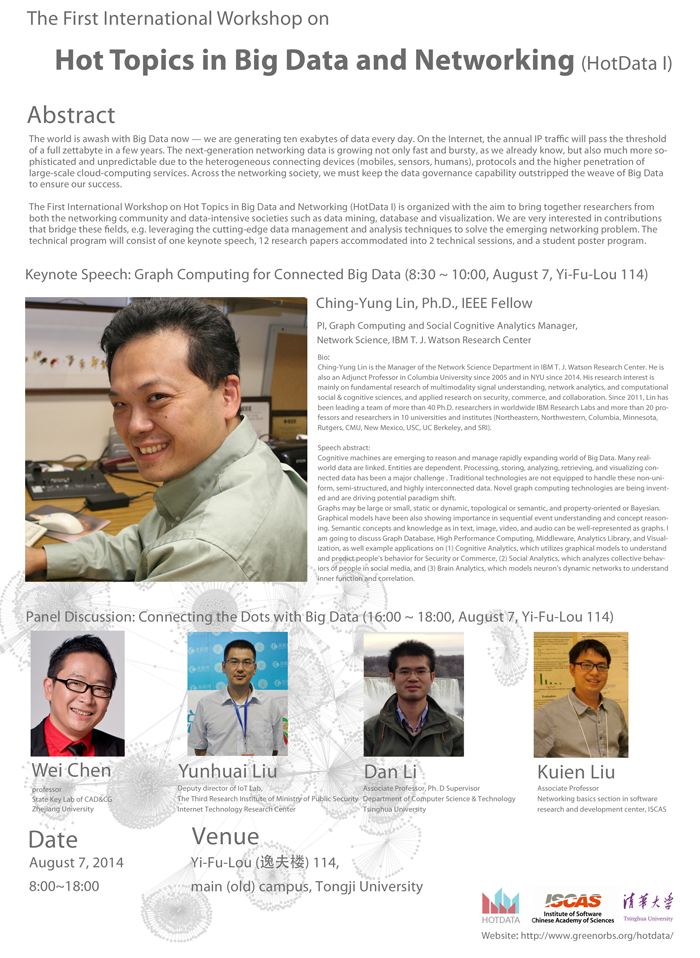 The First International Workshop on
Hot Topics in Big Data and Networking (HotData I)
Abstract
The world is awash with Big Data now — we are generating ten exabytes of data every day. On the Internet, the annual IP traffic will pass the threshold
of a full zettabyte in a few years. The next-generation networking data is growing not only fast and bursty, as we already know, but also much more so-
phisticated and unpredictable due to the heterogeneous connecting devices (mobiles, sensors, humans), protocols and the higher penetration of
large-scale cloud-computing services. Across the networking society, we must keep the data governance capability outstripped the weave of Big Data
to ensure our success.
The First International Workshop on Hot Topics in Big Data and Networking (HotData I) is organized with the aim to bring together researchers from
both the networking community and data-intensive societies such as data mining, database and visualization. We are very interested in contributions
that bridge these fields, e.g. leveraging the cutting-edge data management and analysis techniques to solve the emerging networking problem. The
technical program will consist of one keynote speech, 12 research papers accommodated into 2 technical sessions, and a student poster program.
Keynote Speech: Graph Computing for Connected Big Data (8:30 ~ 10:00, August 7, Yi-Fu-Lou 114)
Ching-Yung Lin, Ph.D., IEEE Fellow
PI, Graph Computing and Social Cognitive Analytics Manager,
Network Science, IBM T. J. Watson Research Center
Bio:
Ching-Yung Lin is the Manager of the Network Science Department in IBM T. J. Watson Research Center. He is
also an Adjunct Professor in Columbia University since 2005 and in NYU since 2014. His research interest is
mainly on fundamental research of multimodality signal understanding, network analytics, and computational
social & cognitive sciences, and applied research on security, commerce, and collaboration. Since 2011, Lin has
been leading a team of more than 40 Ph.D. researchers in worldwide IBM Research Labs and more than 20 pro-
fessors and researchers in 10 universities and institutes (Northeastern, Northwestern, Columbia, Minnesota,
Rutgers, CMU, New Mexico, USC, UC Berkeley, and SRI).
Speech abstract:
Cognitive machines are emerging to reason and manage rapidly expanding world of Big Data. Many real-
world data are linked. Entities are dependent. Processing, storing, analyzing, retrieving, and visualizing con-
nected data has been a major challenge . Traditional technologies are not equipped to handle these non-uni-
form, semi-structured, and highly interconnected data. Novel graph computing technologies are being invent-
ed and are driving potential paradigm shift.
Graphs may be large or small, static or dynamic, topological or semantic, and property-oriented or Bayesian.
Graphical models have been also showing importance in sequential event understanding and concept reason-
ing. Semantic concepts and knowledge as in text, image, video, and audio can be well-represented as graphs. I
am going to discuss Graph Database, High Performance Computing, Middleware, Analytics Library, and Visual-
ization, as well example applications on (1) Cognitive Analytics, which utilizes graphical models to understand
and predict people's behavior for Security or Commerce, (2) Social Analytics, which analyzes collective behav-
iors of people in social media, and (3) Brain Analytics, which models neuron's dynamic networks to understand
inner function and correlation.
Panel Discussion: Connecting the Dots with Big Data (16:00 ~ 18:00, August 7, Yi-Fu-Lou 114)
Wei Chen
professor
State Key Lab of CAD&CG
Zhejiang University
Yunhuai Liu
Deputy director of IoT Lab,
The Third Research Institute of Ministry of Public Security
Internet Technology Research Center
Dan Li
Associate Professor, Ph. D Supervisor
Department of Computer Science & Technology
Tsinghua University
Kuien Liu
Associate Professor
Networking basics section in software
research and development center, ISCAS
Date
August 7, 2014
8:00~18:00
Venue
Yi-Fu-Lou (逸夫楼) 114,
main (old) campus, Tongji University
HOTDATA
ISCAS
Institute of Software
Chinese Academy of Sciences
清华大学
Tsinghua University
Website: http://www.greenorbs.org/hotdata/